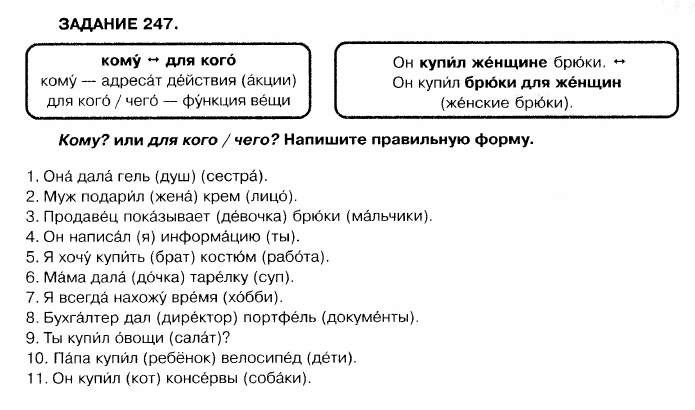 ЗАДАНИЕ 247.
кому́ ↔ для кого́
кому́ — адреса́т де́йствия (а́кции)
для кого́ / чего́ — фу́нкция ве́щи
Он купи́л же́нщине брю́ки. ↔
Он купи́л брю́ки для же́нщин
(же́нские брю́ки).
Кому? или для кого / чего? Напишите правильную форму.
1. Она́ дала́ гель (душ) (сестра́).
2. Муж подари́л (жена́) крем (лицо́).
3. Продаве́ц пока́зывает (де́вочка) брю́ки (ма́льчики).
4. Он написа́л (я) информа́цию (ты).
5. Я хочу́ купи́ть (брат) костю́м (рабо́та).
6. Ма́ма дала́ (до́чка) таре́лку (суп).
7. Я всегда́ нахожу́ вре́мя (хо́бби).
8. Бухга́лтер дал (дире́ктор) портфе́ль (докуме́нты).
9. Ты купи́л о́вощи (сала́т)?
10. Па́па купи́л (ребёнок) велосипе́д (де́ти).
11. Он купи́л (кот) консе́рвы (соба́ки).